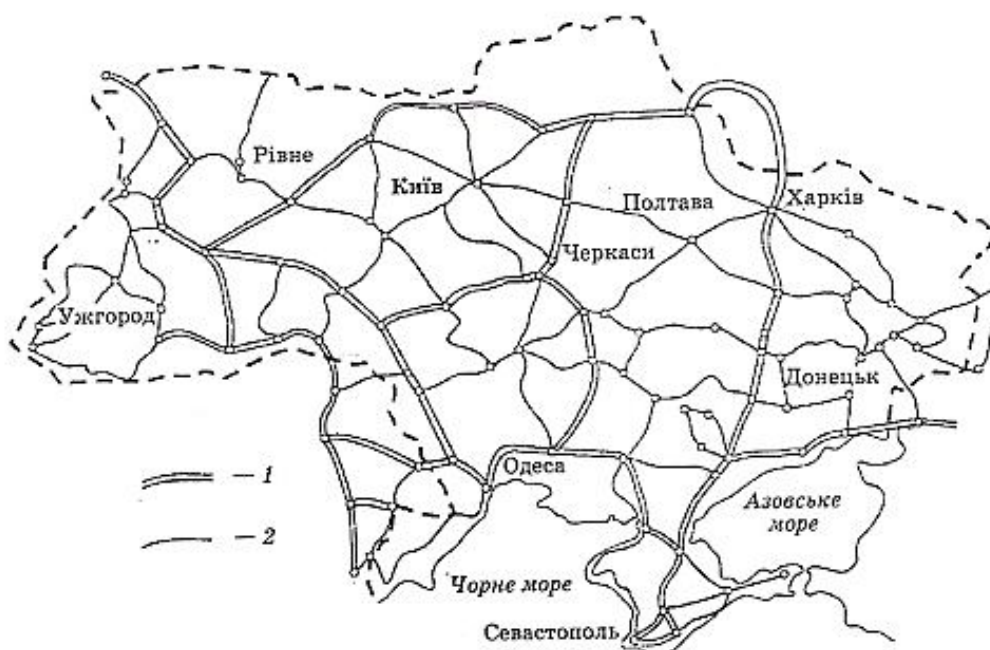 Рівне
Київ
Полтава
Харків
Черкаси
Ужгород
Донецьк
– 1
Одеса
Азовське
море
– 2
Чорне море
Севастополь